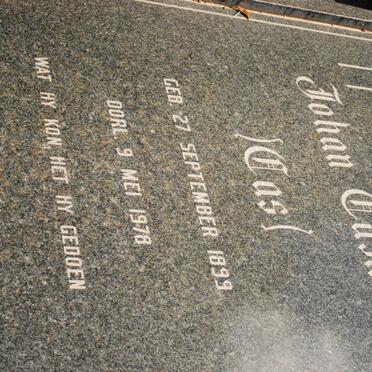 Johan
(Cas)
GEB. 27 SEPTEMBER 1899
OORL. 9 MEI 1978
WAT HY KON HET HY GEDOEN